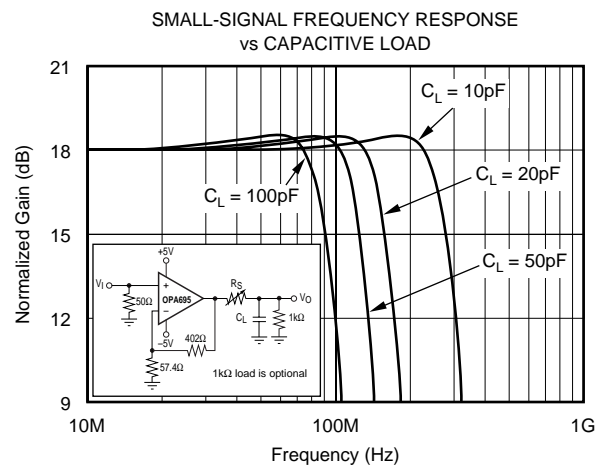 SMALL-SIGNAL FREQUENCY RESPONSE
vs CAPACITIVE LOAD
21
18
15
12
9
Normalized Gain (dB)
C_L = 10pF
C_L = 100pF
C_L = 20pF
C_L = 50pF
+5V
V_I
50Ω
+
–
OPA695
R_S
V_O
C_L
1kΩ
–5V
402Ω
57.4Ω
1kΩ load is optional
10M
100M
1G
Frequency (Hz)